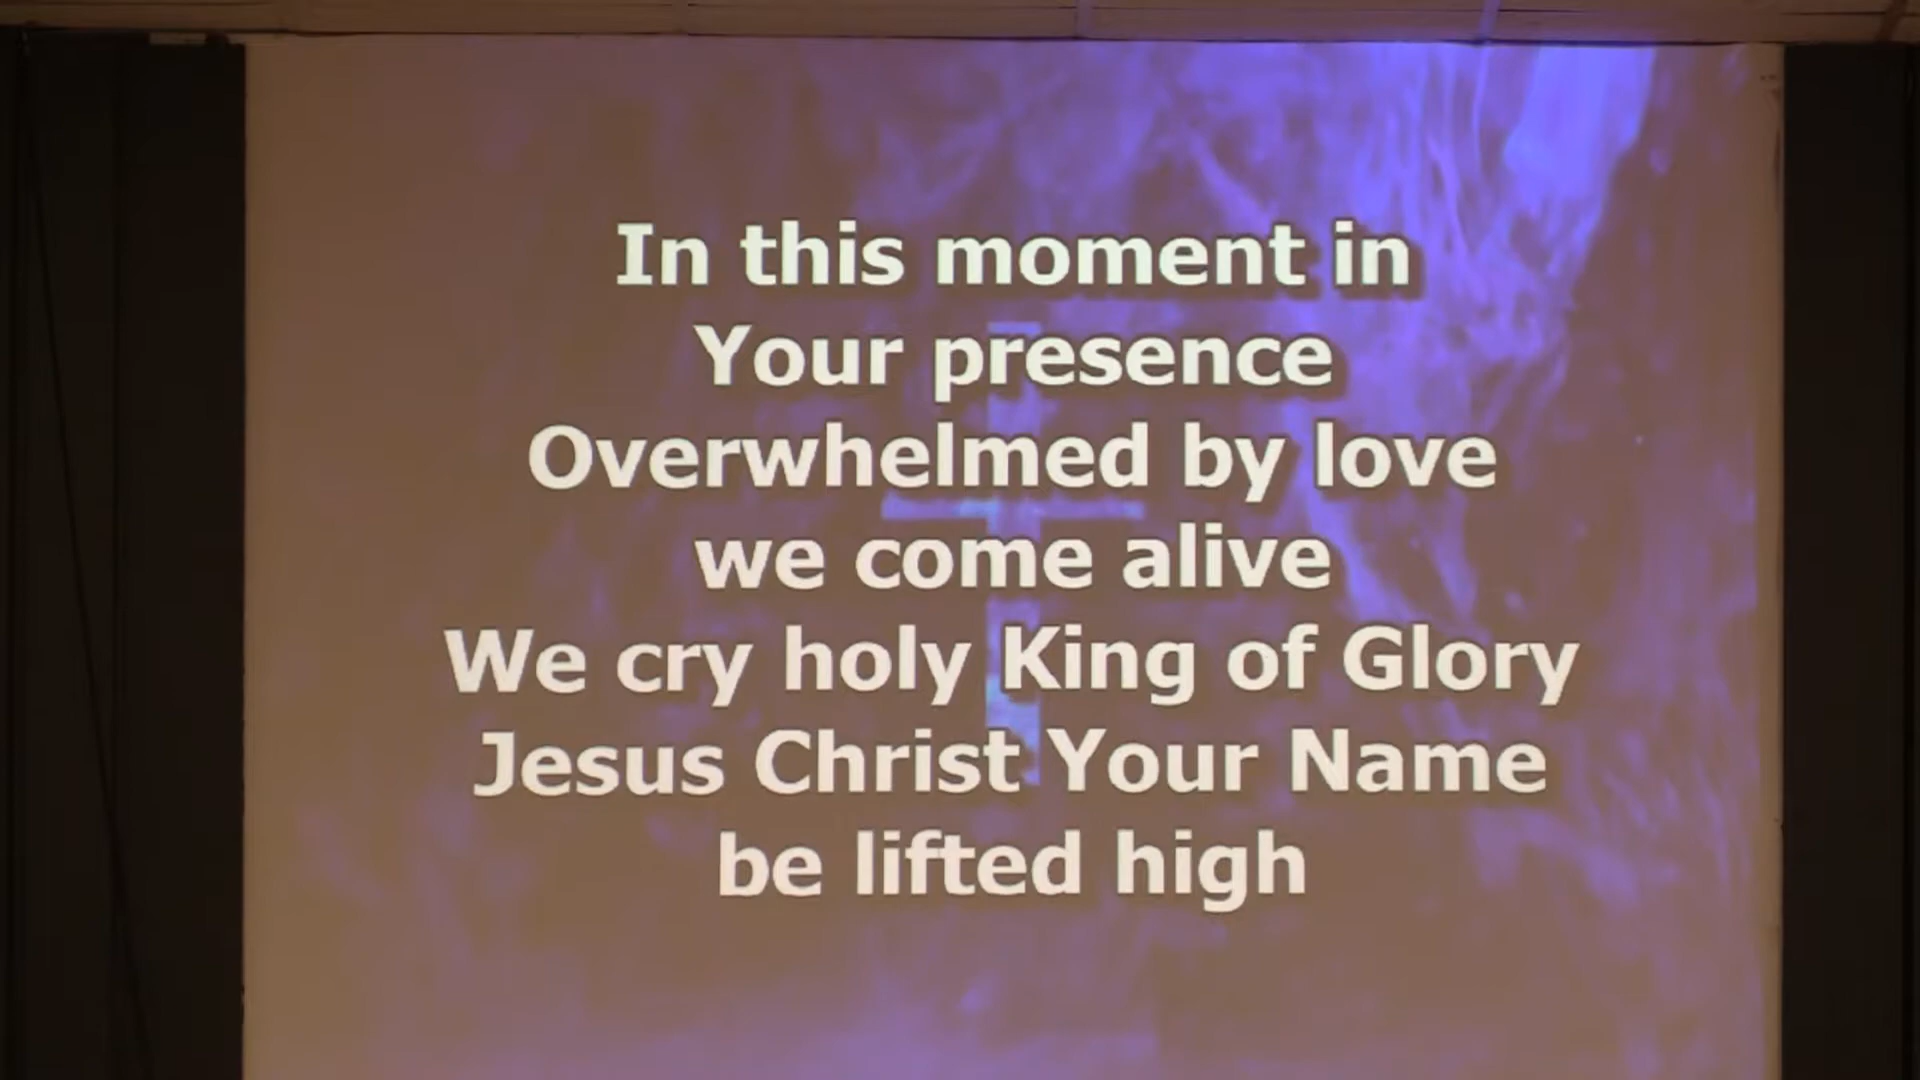 In this moment in
Your presence
Overwhelmed by love
we come alive
We cry holy King of Glory
Jesus Christ Your Name
be lifted high